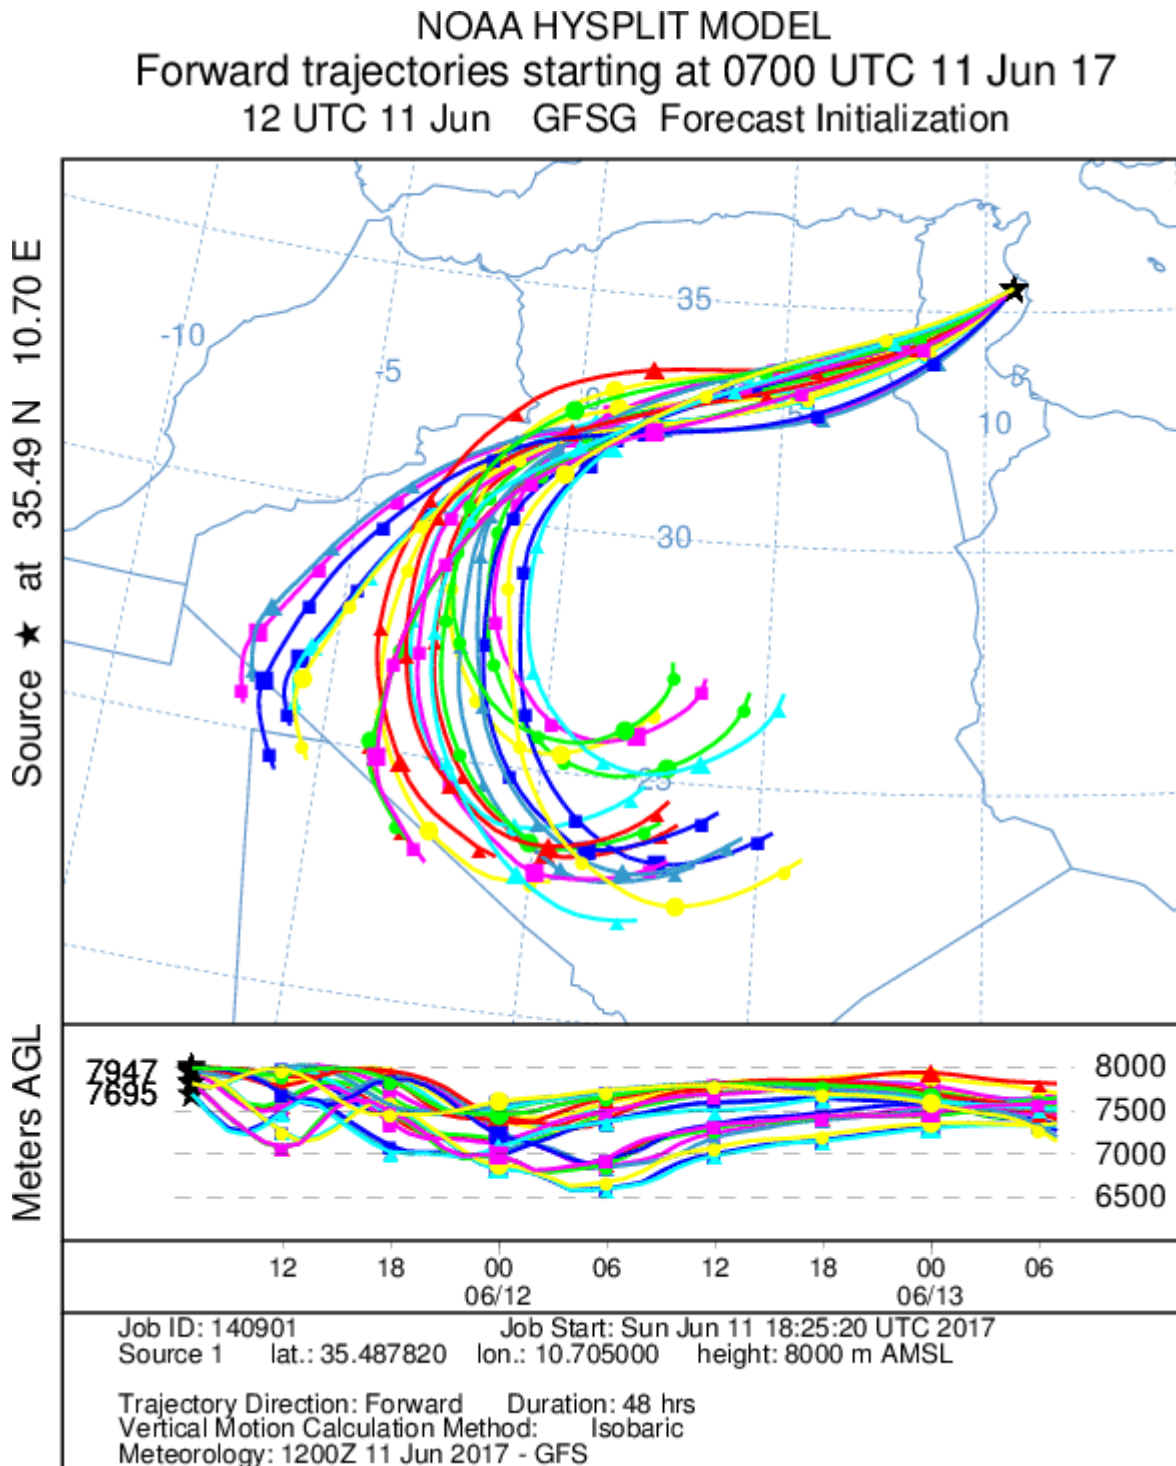 NOAA HYSPLIT MODEL
Forward trajectories starting at 0700 UTC 11 Jun 17
12 UTC 11 Jun GFSG Forecast Initialization
Source ★ at 35.49 N 10.70 E
-10
-5
35
5
10
30
25
Meters AGL
7947
7695
8000
7500
7000
6500
12 18 00 06 12 18 00 06
06/12 06/13
Job ID: 140901 Job Start: Sun Jun 11 18:25:20 UTC 2017
Source 1 lat.: 35.487820 lon.: 10.705000 height: 8000 m AMSL
Trajectory Direction: Forward Duration: 48 hrs
Vertical Motion Calculation Method: Isobaric
Meteorology: 1200Z 11 Jun 2017 - GFS